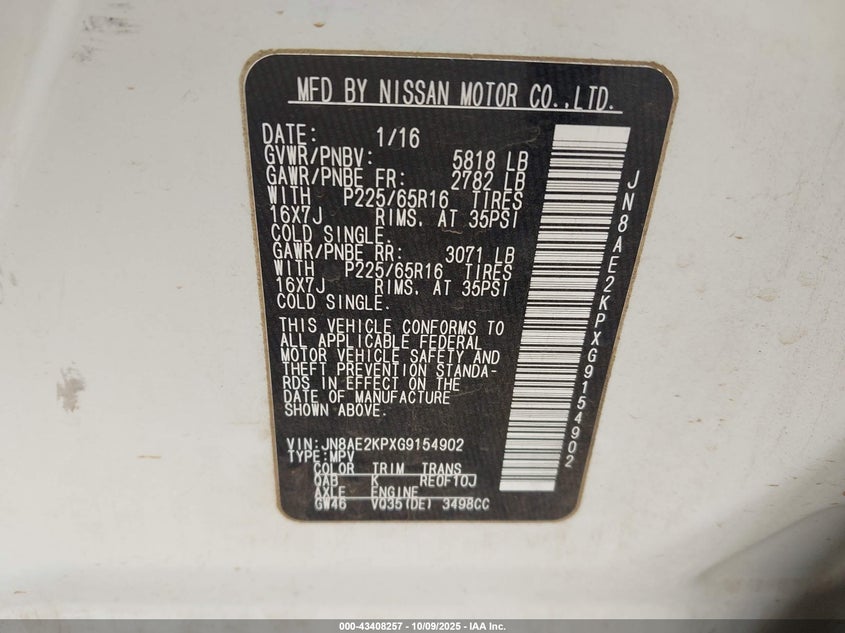 MFD BY NISSAN MOTOR CO.,LTD.
DATE: 1/16
GVWR/PNBV: 5818 LB
GAWR/PNBE FR: 2782 LB
WITH P225/65R16 TIRES
16X7J RIMS, AT 35PSI
COLD SINGLE.
GAWR/PNBE RR: 3071 LB
WITH P225/65R16 TIRES
16X7J RIMS, AT 35PSI
COLD SINGLE.
THIS VEHICLE CONFORMS TO
ALL APPLICABLE FEDERAL
MOTOR VEHICLE SAFETY AND
THEFT PREVENTION STANDA-
RDS IN EFFECT ON THE
DATE OF MANUFACTURE
SHOWN ABOVE.
VIN:JN8AE2KPXG9154902
TYPE:MPV
COLOR TRIM TRANS
QAB K RE0F10J
AXLE ENGINE
GW46 VQ35(DE) 3498CC
JN8AE2KPXG9154902
000-43408257 - 10/09/2025 - IAA Inc.